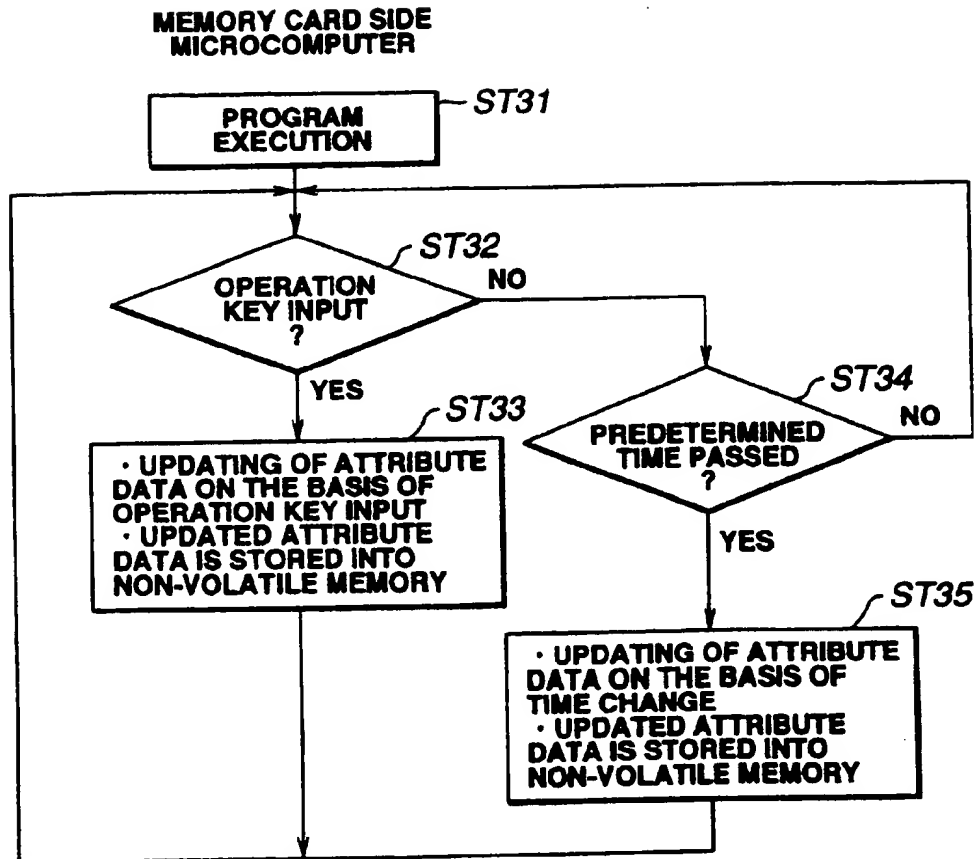 MEMORY CARD SIDE
MICROCOMPUTER
PROGRAM
EXECUTION
ST31
ST32
OPERATION
KEY INPUT
?
NO
YES
ST33
· UPDATING OF ATTRIBUTE
DATA ON THE BASIS OF
OPERATION KEY INPUT
· UPDATED ATTRIBUTE
DATA IS STORED INTO
NON-VOLATILE MEMORY
ST34
PREDETERMINED
TIME PASSED
?
NO
YES
ST35
· UPDATING OF ATTRIBUTE
DATA ON THE BASIS OF
TIME CHANGE
· UPDATED ATTRIBUTE
DATA IS STORED INTO
NON-VOLATILE MEMORY